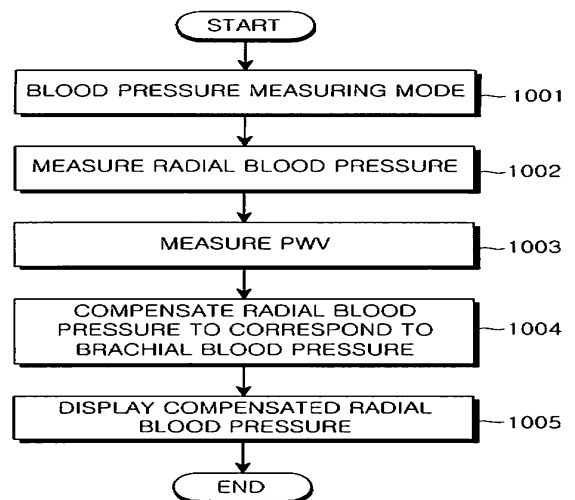 START
BLOOD PRESSURE MEASURING MODE
1001
MEASURE RADIAL BLOOD PRESSURE
1002
MEASURE PWV
1003
COMPENSATE RADIAL BLOOD
PRESSURE TO CORRESPOND TO
BRACHIAL BLOOD PRESSURE
1004
DISPLAY COMPENSATED RADIAL
BLOOD PRESSURE
1005
END